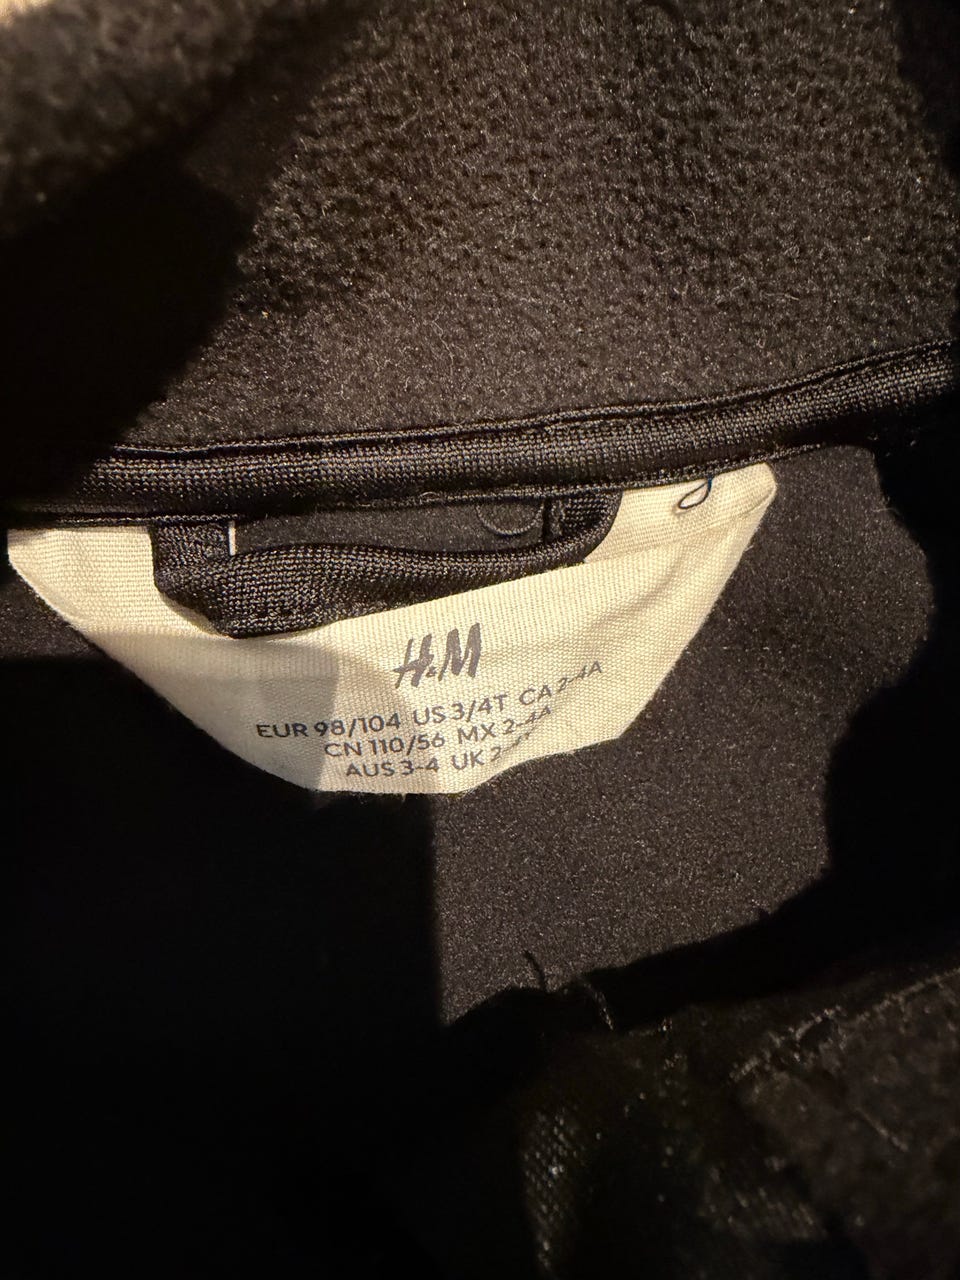 H&M
EUR 98/104 US 3/4T CA 2-4A
CN 110/56 MX 2-4A
AUS 3-4 UK